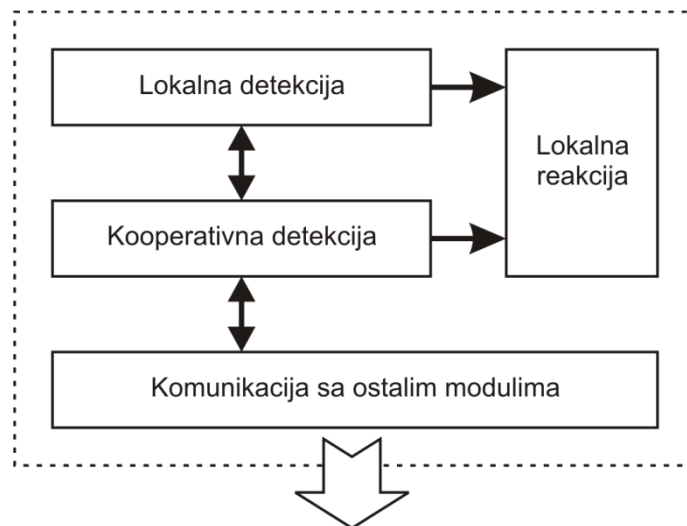 Lokalna detekcija
Lokalna
reakcija
Kooperativna detekcija
Komunikacija sa ostalim modulima